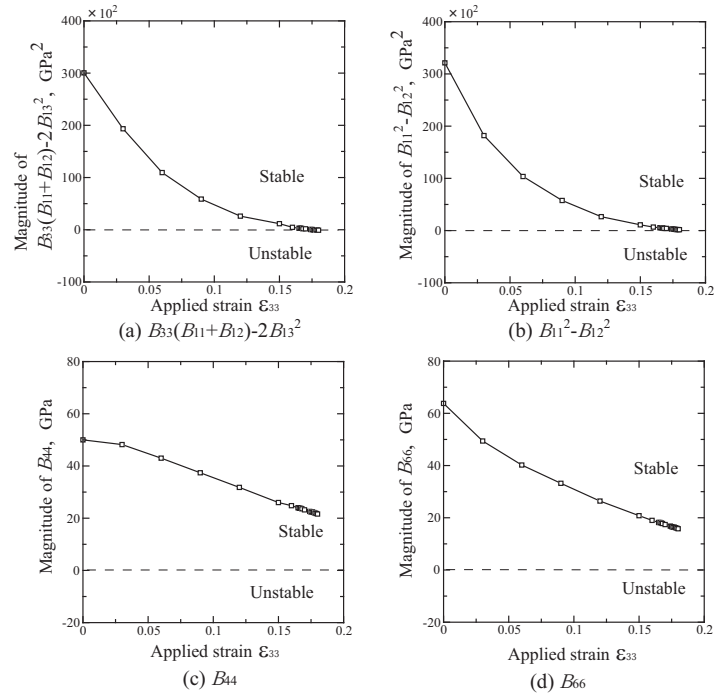 400×10²
300
200
100
0
-100
Magnitude of
B₃₃(B₁₁+B₁₂)-2B₁₃², GPa²
Stable
Unstable
0
0.05
0.1
0.15
0.2
Applied strain ε₃₃
(a) B₃₃(B₁₁+B₁₂)-2B₁₃²
400×10²
300
200
100
0
-100
Magnitude of B₁₁²-B₁₂², GPa²
Stable
Unstable
0
0.05
0.1
0.15
0.2
Applied strain ε₃₃
(b) B₁₁²-B₁₂²
80
60
40
20
0
-20
Magnitude of B₄₄, GPa
Stable
Unstable
0
0.05
0.1
0.15
0.2
Applied strain ε₃₃
(c) B₄₄
80
60
40
20
0
-20
Magnitude of B₆₆, GPa
Stable
Unstable
0
0.05
0.1
0.15
0.2
Applied strain ε₃₃
(d) B₆₆